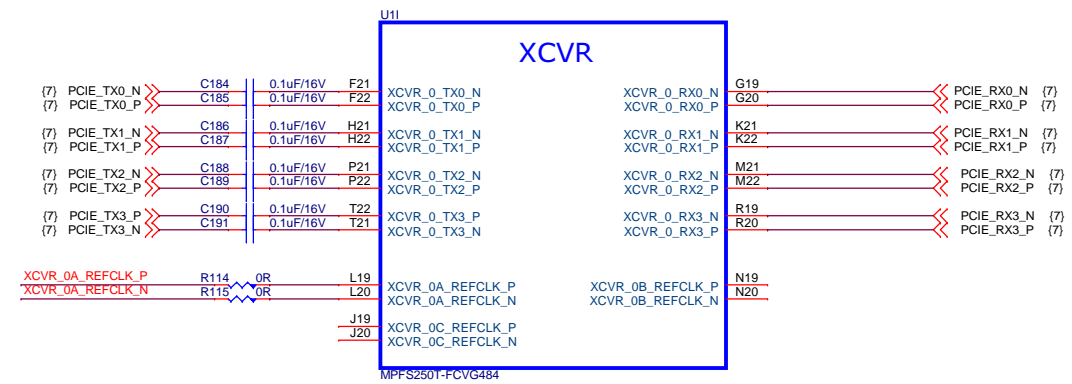 U1I
XCVR
{7} PCIE_TX0_N C184 0.1uF/16V F21 XCVR_0_TX0_N XCVR_0_RX0_N G19 PCIE_RX0_N {7}
{7} PCIE_TX0_P C185 0.1uF/16V F22 XCVR_0_TX0_P XCVR_0_RX0_P G20 PCIE_RX0_P {7}
{7} PCIE_TX1_N C186 0.1uF/16V H21 XCVR_0_TX1_N XCVR_0_RX1_N K21 PCIE_RX1_N {7}
{7} PCIE_TX1_P C187 0.1uF/16V H22 XCVR_0_TX1_P XCVR_0_RX1_P K22 PCIE_RX1_P {7}
{7} PCIE_TX2_N C188 0.1uF/16V P21 XCVR_0_TX2_N XCVR_0_RX2_N M21 PCIE_RX2_N {7}
{7} PCIE_TX2_P C189 0.1uF/16V P22 XCVR_0_TX2_P XCVR_0_RX2_P M22 PCIE_RX2_P {7}
{7} PCIE_TX3_P C190 0.1uF/16V T22 XCVR_0_TX3_P XCVR_0_RX3_N R19 PCIE_RX3_N {7}
{7} PCIE_TX3_N C191 0.1uF/16V T21 XCVR_0_TX3_N XCVR_0_RX3_P R20 PCIE_RX3_P {7}
XCVR_0A_REFCLK_P R114 0R L19 XCVR_0A_REFCLK_P XCVR_0B_REFCLK_P N19
XCVR_0A_REFCLK_N R115 0R L20 XCVR_0A_REFCLK_N XCVR_0B_REFCLK_N N20
J19 XCVR_0C_REFCLK_P
J20 XCVR_0C_REFCLK_N
MPFS250T-FCVG484